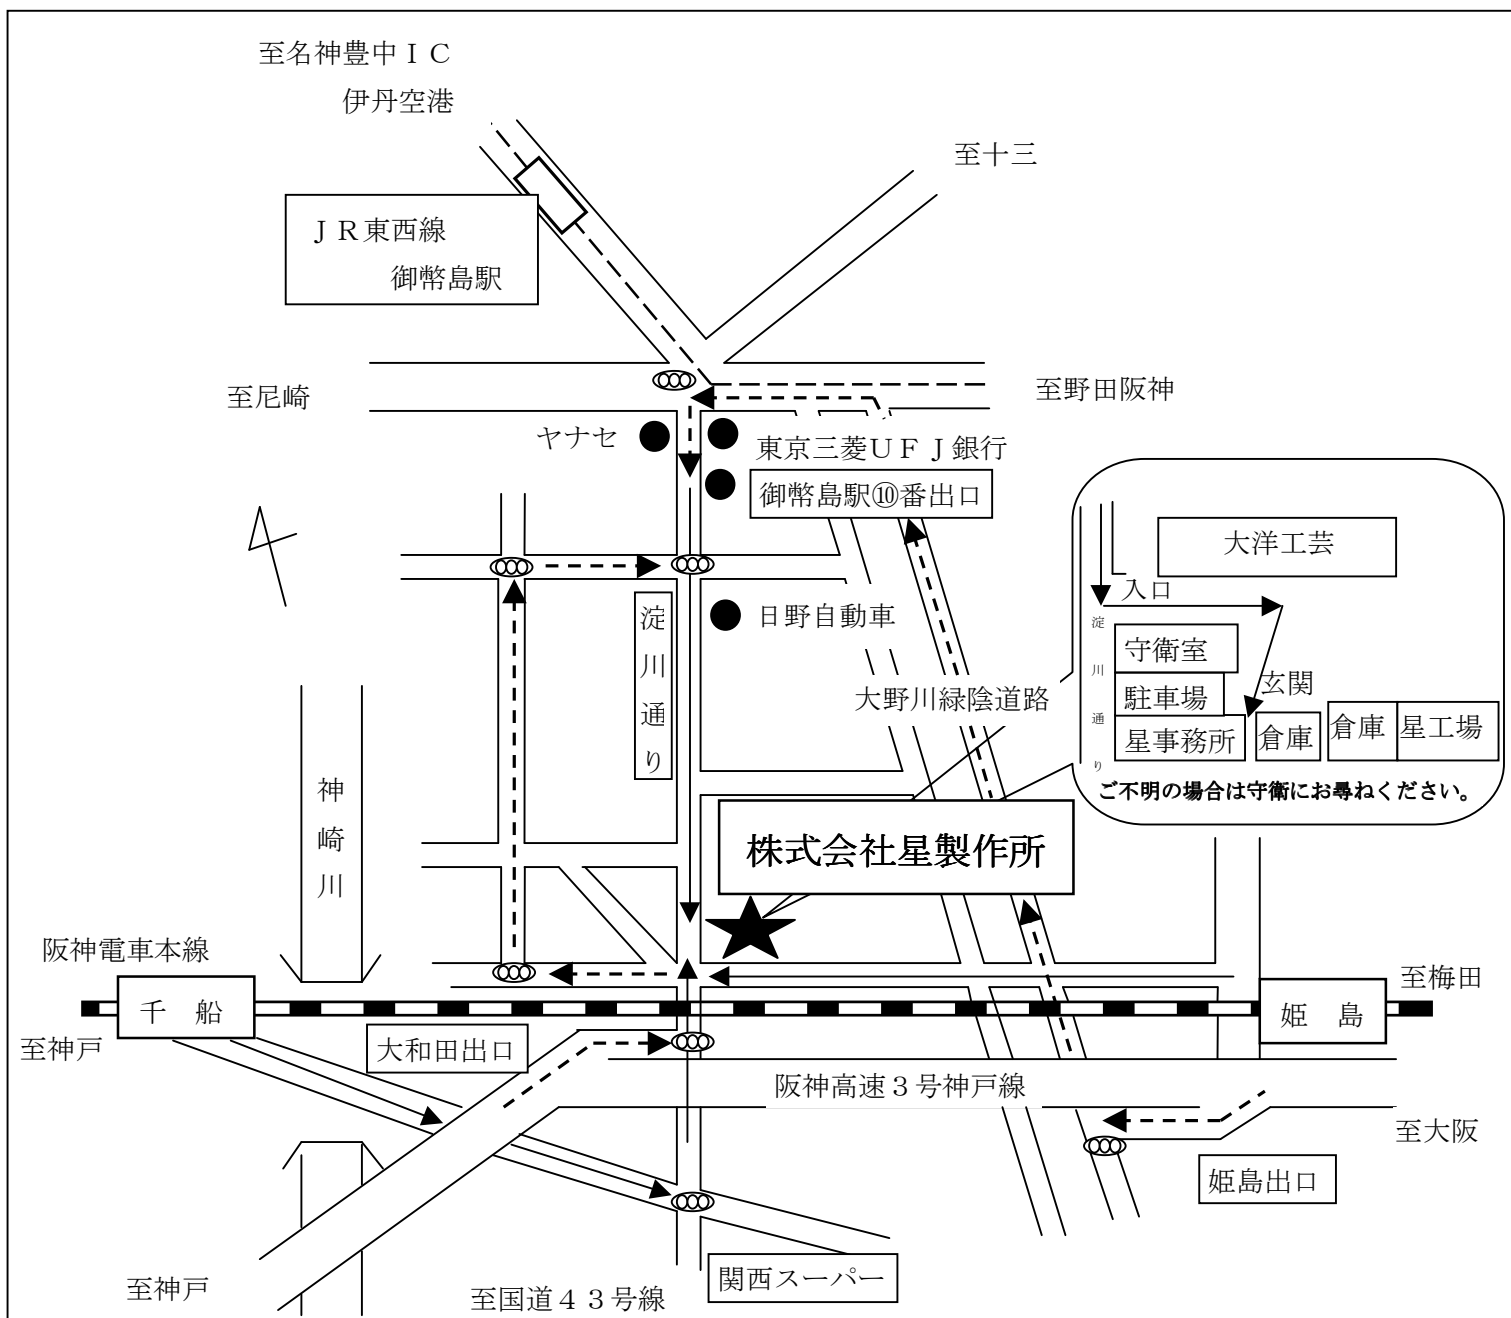 至名神豊中ＩＣ
伊丹空港
至十三
ＪＲ東西線
御幣島駅
至尼崎
至野田阪神
ヤナセ
東京三菱ＵＦＪ銀行
御幣島駅⑩番出口
大洋工芸
入口
淀川通り
日野自動車
淀川通り
守衛室
大野川緑陰道路
駐車場
玄関
星事務所
倉庫
倉庫
星工場
ご不明の場合は守衛にお尋ねください。
神崎川
株式会社星製作所
阪神電車本線
千　船
至梅田
姫　島
至神戸
大和田出口
阪神高速３号神戸線
至大阪
姫島出口
至神戸
関西スーパー
至国道４３号線